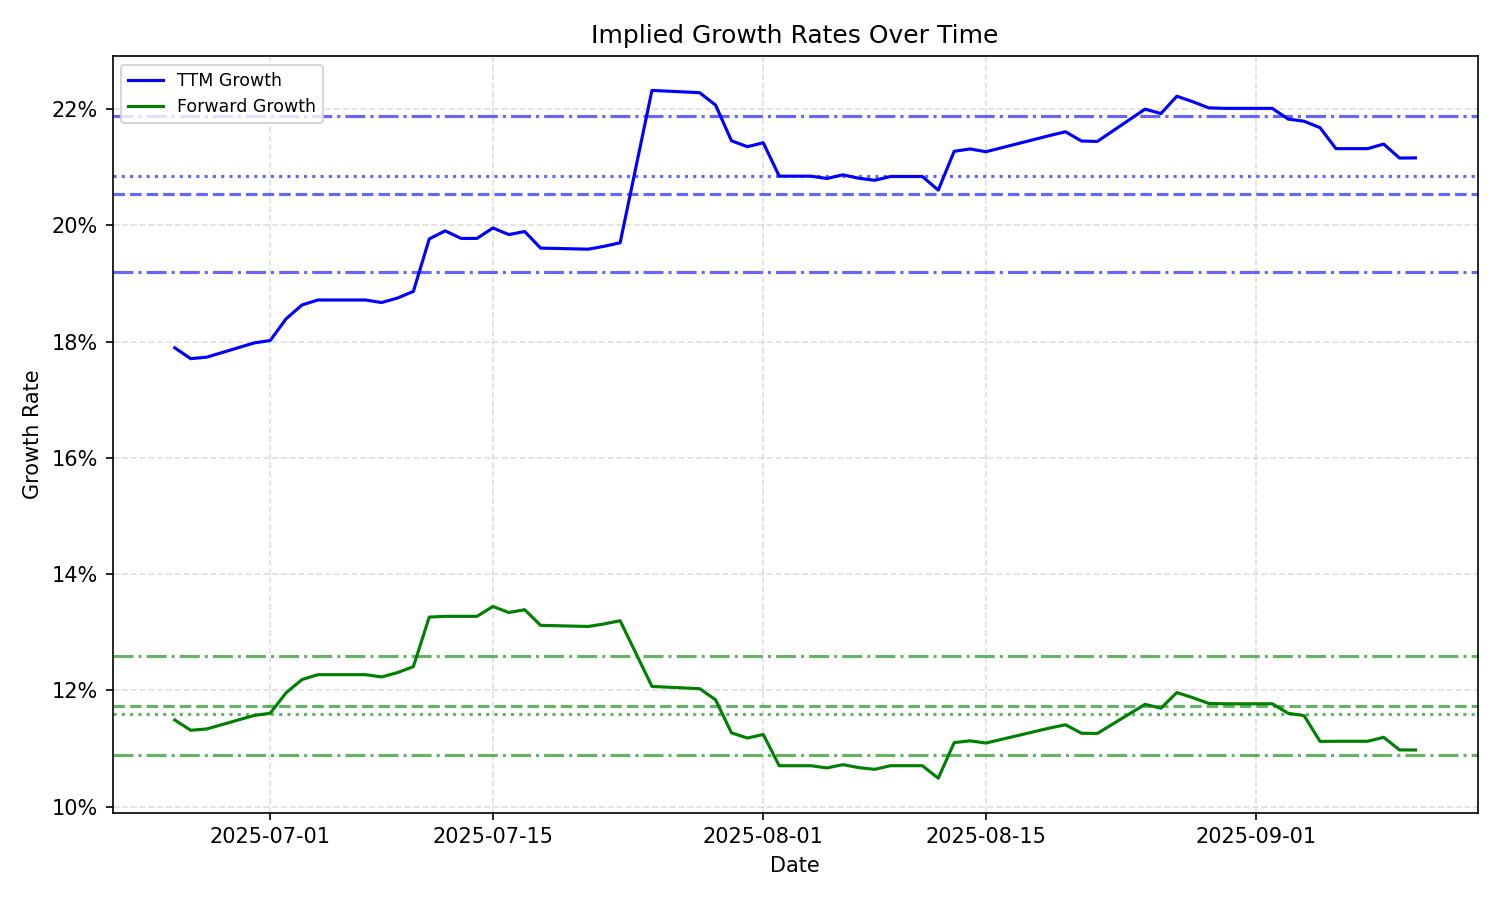 Implied Growth Rates Over Time
TTM Growth
Forward Growth
22%
20%
18%
16%
14%
12%
10%
Growth Rate
2025-07-01
2025-07-15
2025-08-01
2025-08-15
2025-09-01
Date